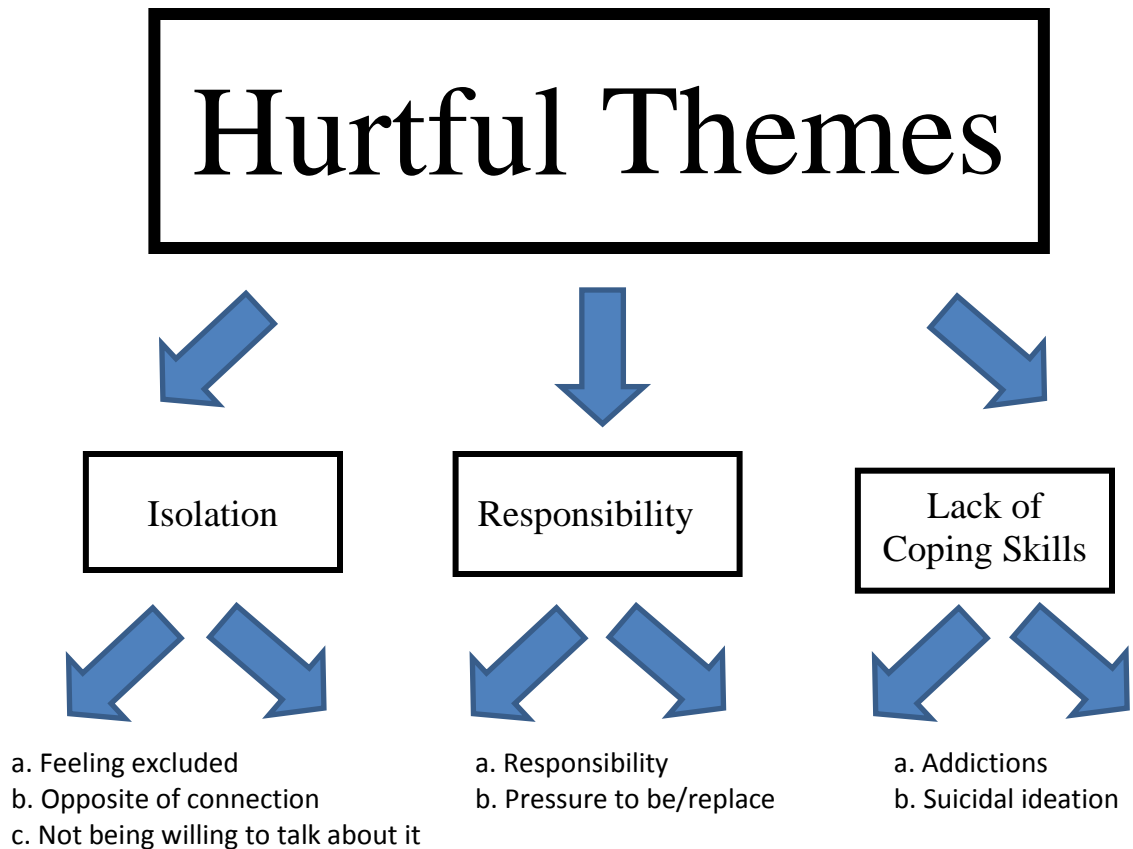 Hurtful Themes
Isolation
Responsibility
Lack of
Coping Skills
a. Feeling excluded
b. Opposite of connection
c. Not being willing to talk about it
a. Responsibility
b. Pressure to be/replace
a. Addictions
b. Suicidal ideation